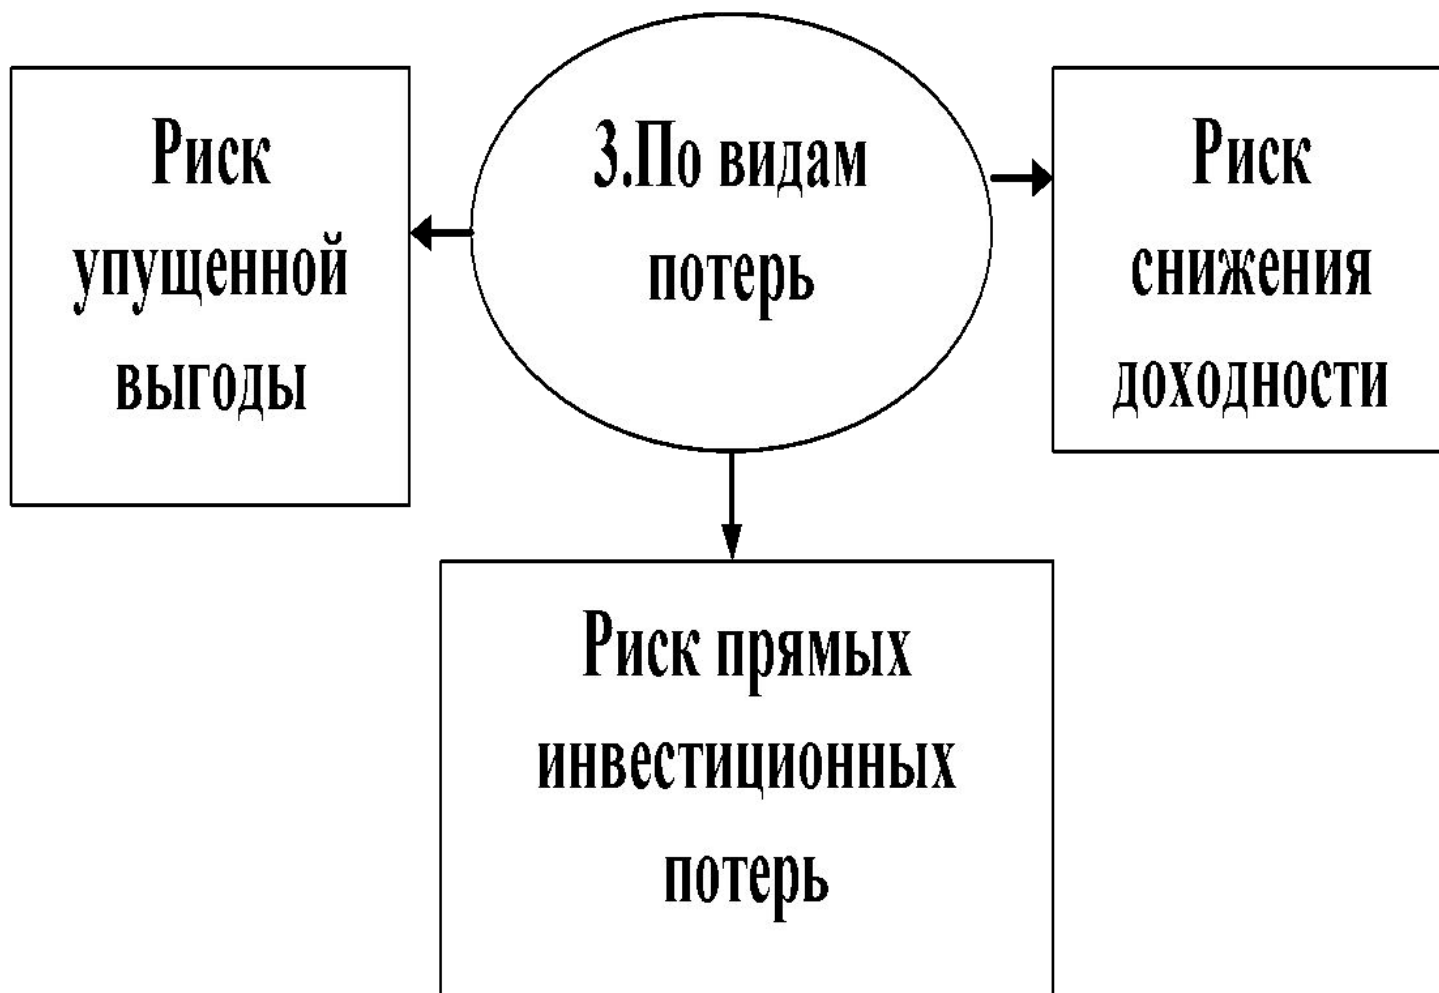 Риск
упущенной
выгоды
3.По видам
потерь
Риск
снижения
доходности
Риск прямых
инвестиционных
потерь